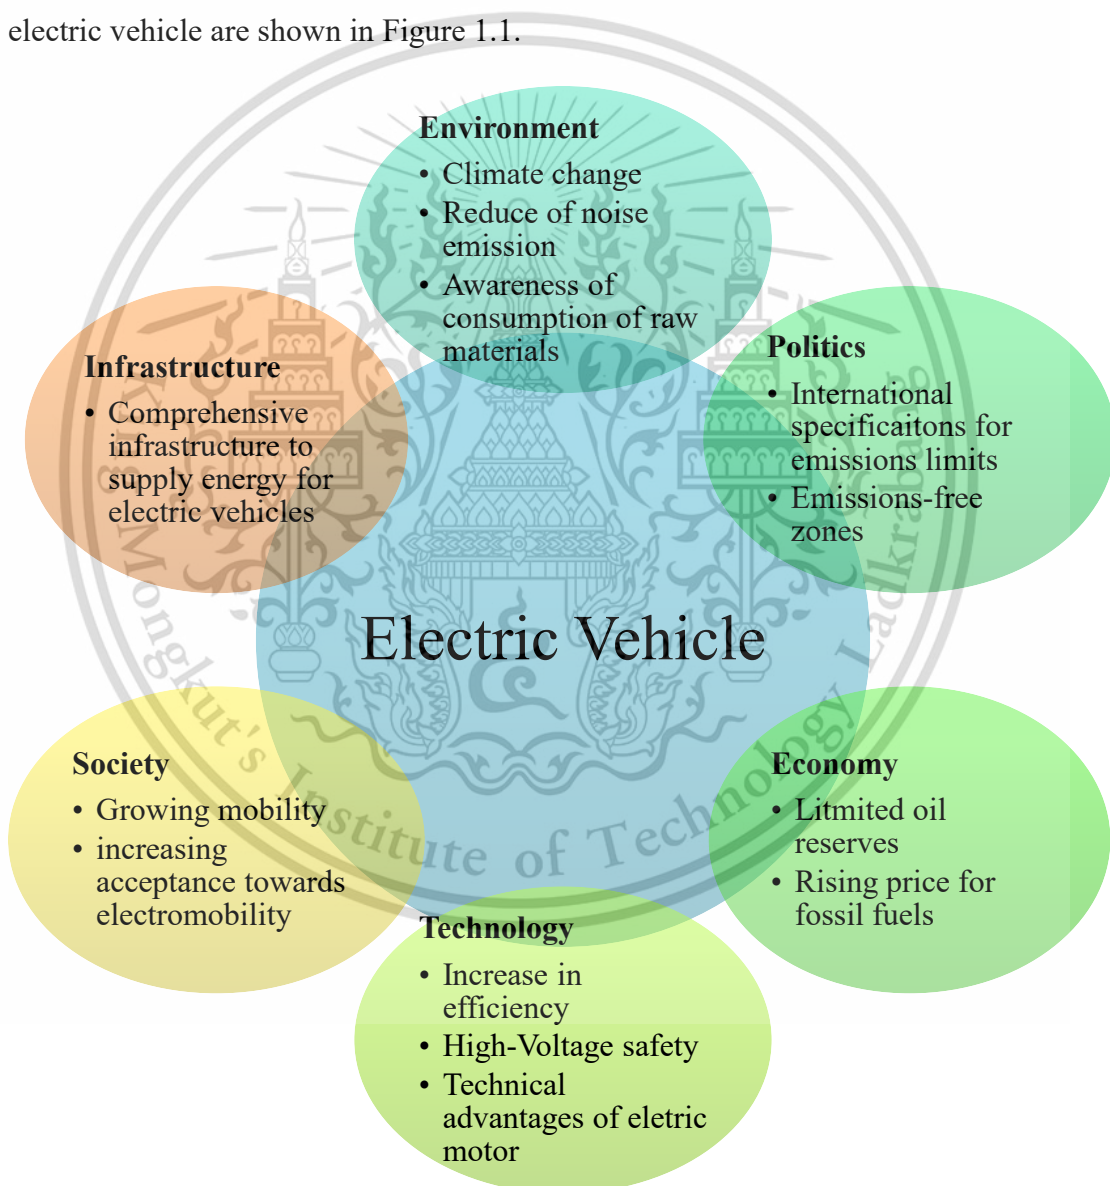 electric vehicle are shown in Figure 1.1.
Environment
• Climate change
• Reduce of noise
emission
• Awareness of
consumption of raw
materials
Politics
• International
specificaitons for
emissions limits
• Emissions-free
zones
Infrastructure
• Comprehensive
infrastructure to
supply energy for
electric vehicles
Electric Vehicle
Society
• Growing mobility
• increasing
acceptance towards
electromobility
Economy
• Litmited oil
reserves
• Rising price for
fossil fuels
Technology
• Increase in
efficiency
• High-Voltage safety
• Technical
advantages of eletric
motor
King Mongkut's Institute of Technology Ladkrabang